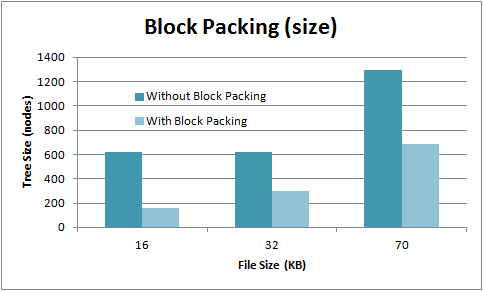 Block Packing (size)
1400
1200
1000
800
600
400
200
0
Tree Size (nodes)
Without Block Packing
With Block Packing
16 32 70
File Size (KB)